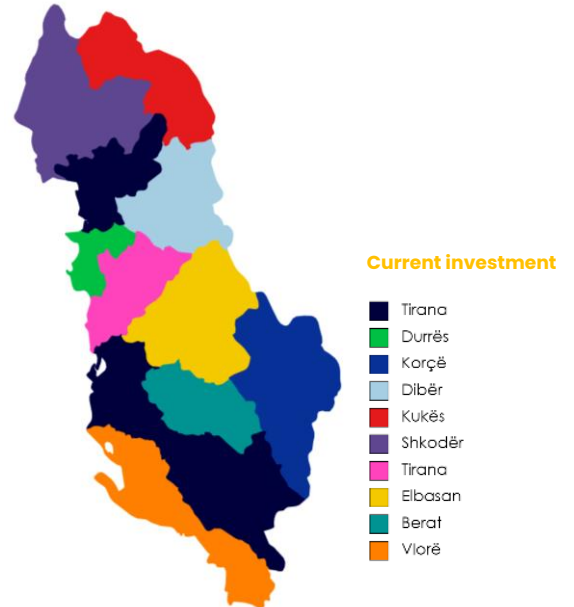 Current investment
Tirana
Durrës
Korçë
Dibër
Kukës
Shkodër
Tirana
Elbasan
Berat
Vlorë